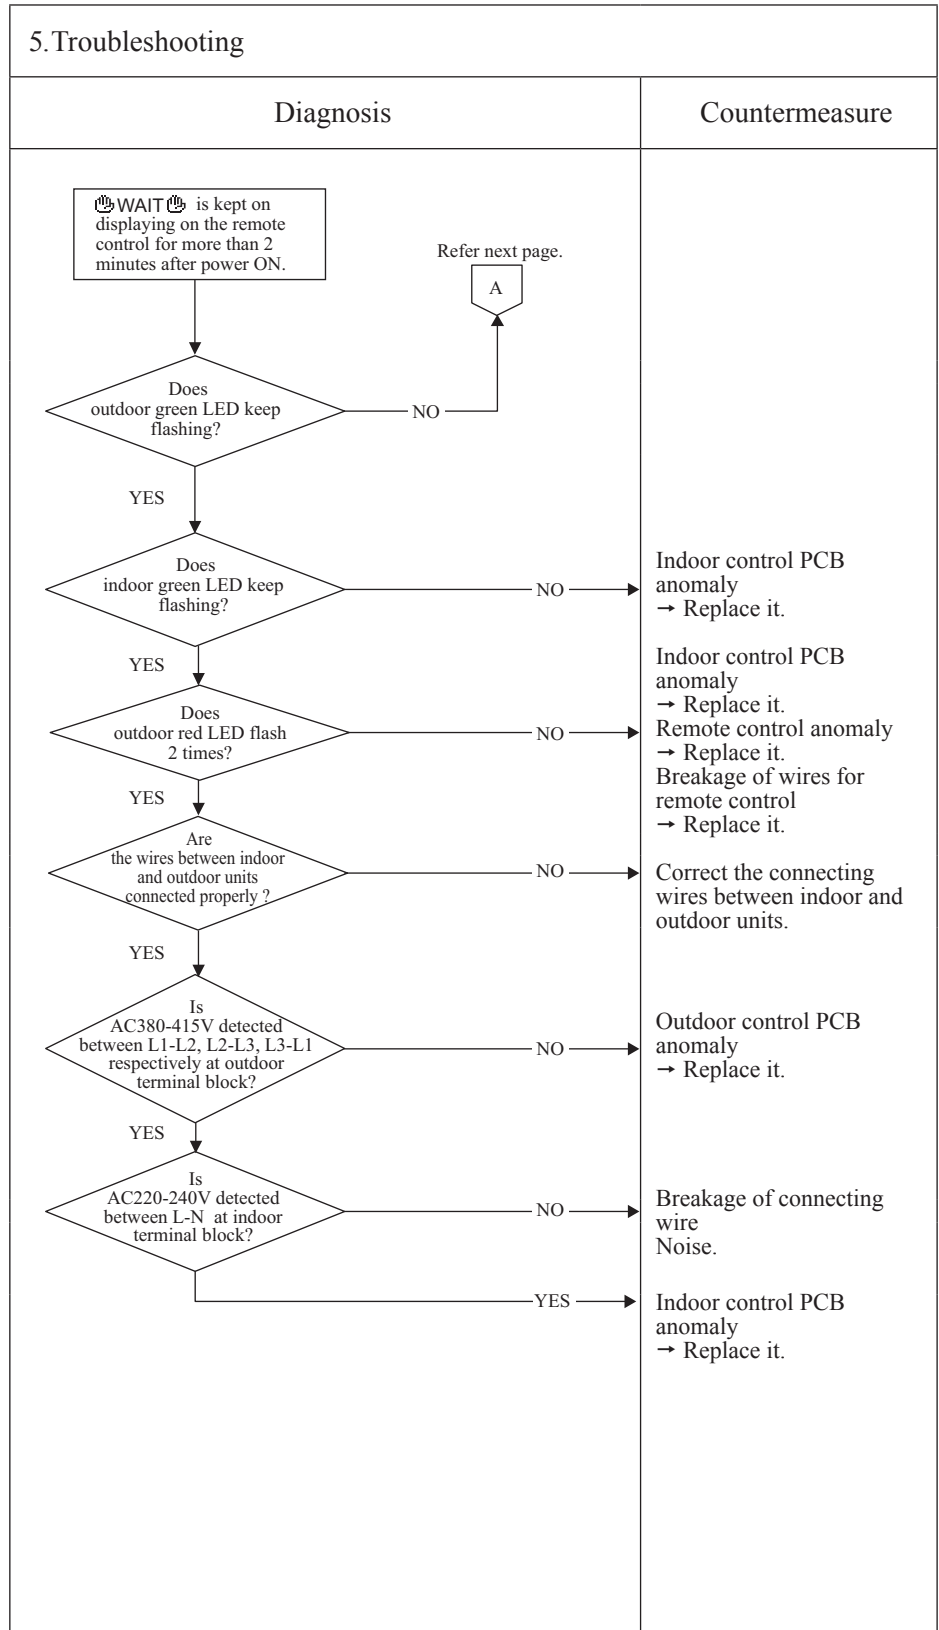 5.Troubleshooting
Diagnosis
Countermeasure
WAIT is kept on
displaying on the remote
control for more than 2
minutes after power ON.
Refer next page.
A
Does
outdoor green LED keep
flashing?
NO
YES
Does
indoor green LED keep
flashing?
NO
Indoor control PCB
anomaly
→ Replace it.
YES
Does
outdoor red LED flash
2 times?
NO
Indoor control PCB
anomaly
→ Replace it.
Remote control anomaly
→ Replace it.
Breakage of wires for
remote control
→ Replace it.
YES
Are
the wires between indoor
and outdoor units
connected properly ?
NO
Correct the connecting
wires between indoor and
outdoor units.
YES
Is
AC380-415V detected
between L1-L2, L2-L3, L3-L1
respectively at outdoor
terminal block?
NO
Outdoor control PCB
anomaly
→ Replace it.
YES
Is
AC220-240V detected
between L-N at indoor
terminal block?
NO
Breakage of connecting
wire
Noise.
YES
Indoor control PCB
anomaly
→ Replace it.